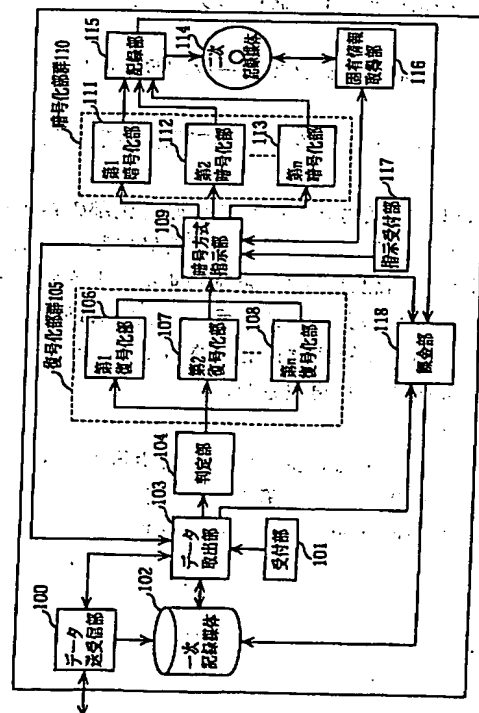 100
データ
送受信部
102
一次
記録媒体
103
データ
取出部
受付部
101
104
判定部
復号化部群105
106
第1
復号化部
107
第2
復号化部
108
第n
復号化部
109
暗号方式
指示部
暗号化部群110
111
第1
暗号化部
112
第2
暗号化部
113
第n
暗号化部
115
記録部
114
二次
記録媒体
固有情報
取得部
116
117
指示受付部
118
課金部